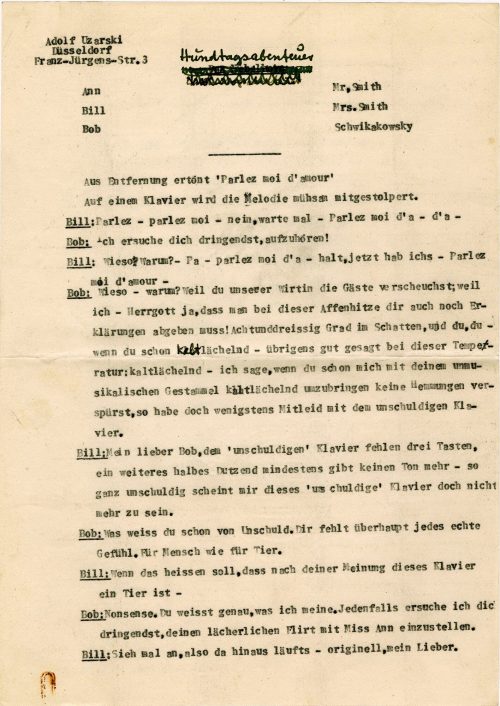 Adolf Uzarski
Düsseldorf
Franz-Jürgens-Str.3
Hundtagsabenteuer
Ann
Bill
Bob
Mr.Smith
Mrs.Smith
Schwikakowsky
Aus Entfernung ertönt 'Parlez moi d'amour'
Auf einem Klavier wird die Melodie mühsam mitgestolpert.
Bill:Parlez - parlez moi - nein,warte mal - Parlez moi d'a - d'a -
Bob: Ich ersuche dich dringendst,aufzuhören!
Bill: Wieso? Warum?- Pa - parlez moi d'a - halt,jetzt hab ichs - Parlez
moi d'amour -
Bob: Wieso - warum? Weil du unserer Wirtin die Gäste verscheuchst;weil
ich - Herrgott ja,dass man bei dieser Affenhitze dir auch noch Er-
klärungen abgeben muss!Achtunddreissig Grad im Schatten,und du,du-
wenn du schon kaltlächelnd - übrigens gut gesagt bei dieser Tempe-
ratur:kaltlächelnd - ich sage,wenn du schon mich mit deinem unmu-
sikalischen Gestammel kaltlächelnd umzubringen keine Hemmungen ver-
spürst,so habe doch wenigstens Mitleid mit dem unschuldigen Kla-
vier.
Bill:Mein lieber Bob,dem 'unschuldigen' Klavier fehlen drei Tasten,
ein weiteres halbes Dutzend mindestens gibt keinen Ton mehr - so
ganz unschuldig scheint mir dieses 'uns chuldige' Klavier doch nicht
mehr zu sein.
Bob:Was weiss du schon von Unschuld.Dir fehlt überhaupt jedes echte
Gefühl.Für Mensch wie für Tier.
Bill:Wenn das heissen soll,dass nach deiner Meinung dieses Klavier
ein Tier ist -
Bob:Nonsense.Du weisst genau,was ich meine.Jedenfalls ersuche ich dic
dringendst,deinen lächerlichen Flirt mit Miss Ann einzustellen.
Bill:Sieh mal an,also da hinaus läufts - originell,mein Lieber.